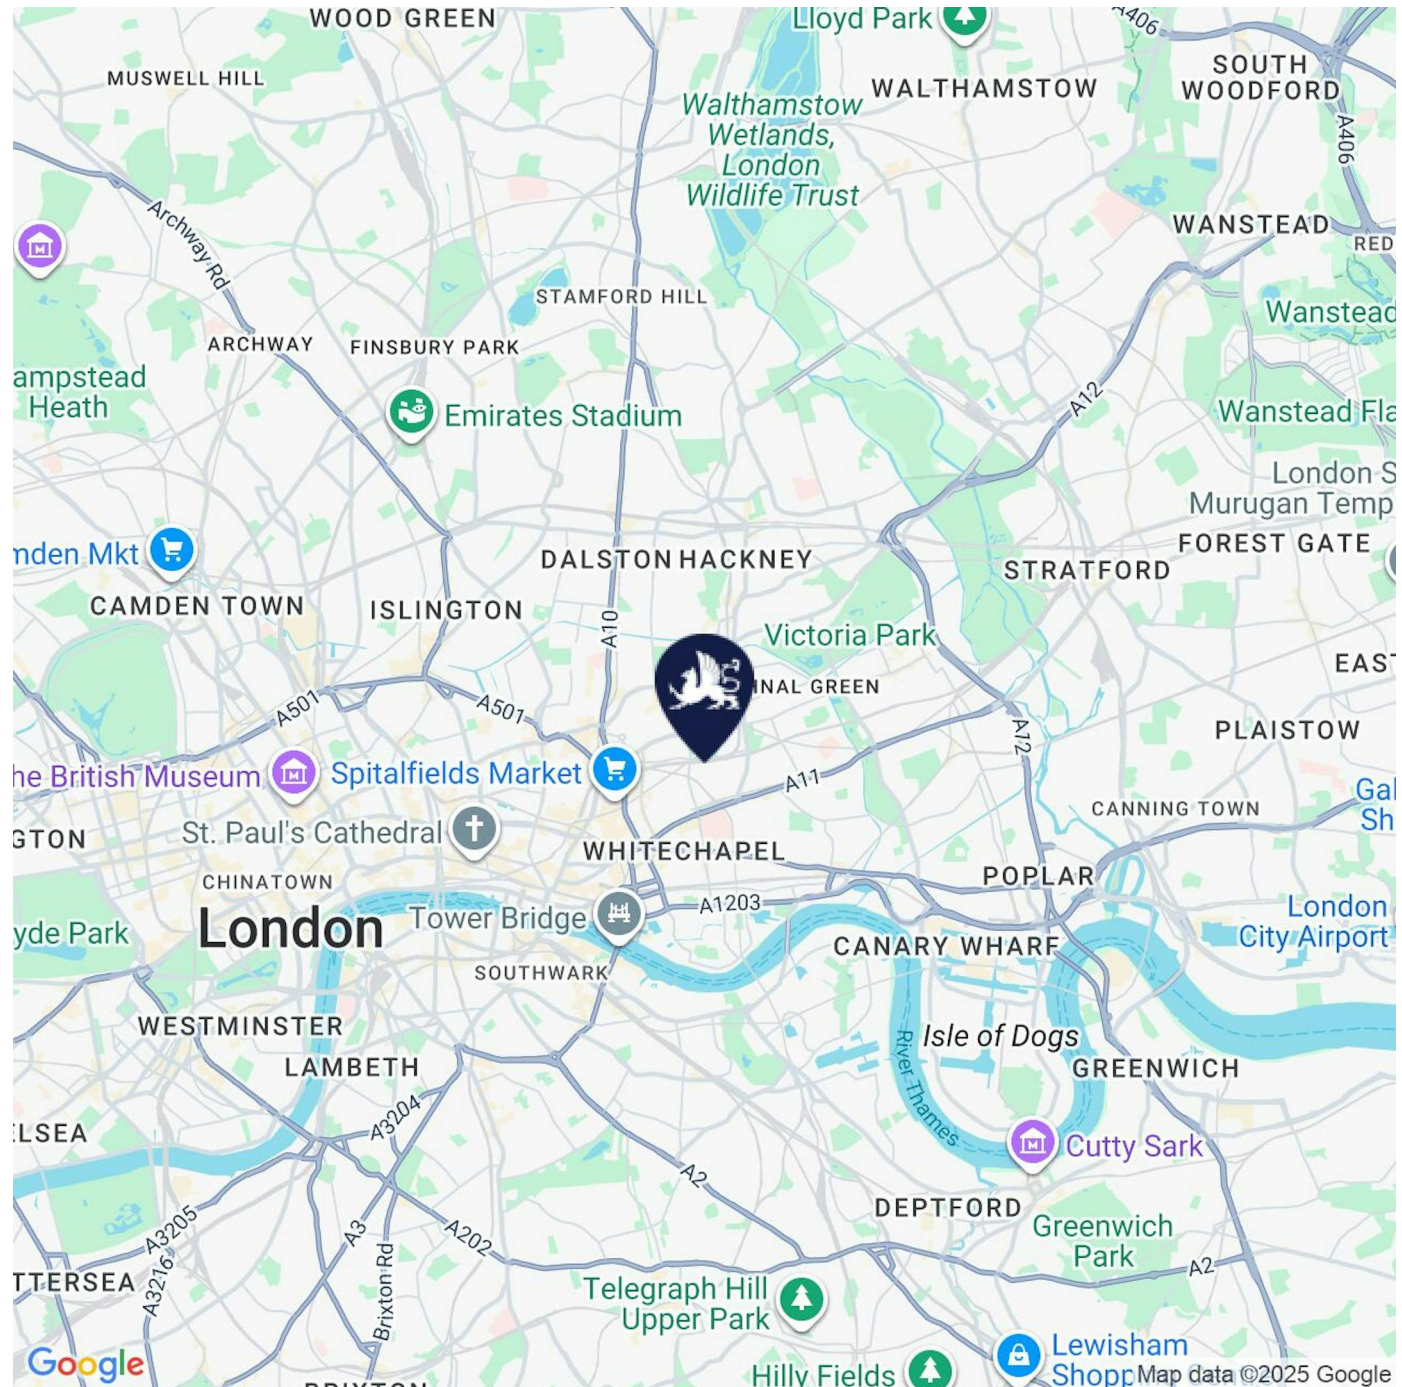 WOOD GREEN
Lloyd Park
A406
MUSWELL HILL
WALTHAMSTOW
SOUTH
WOODFORD
Walthamstow
Wetlands,
London
Wildlife Trust
A406
Archway Rd
WANSTEAD
RED
STAMFORD HILL
Wanstead
ARCHWAY
FINSBURY PARK
ampstead
Heath
A12
Emirates Stadium
Wanstead Fla
London S
Murugan Temp
mden Mkt
DALSTON
HACKNEY
FOREST GATE
STRATFORD
CAMDEN TOWN
ISLINGTON
A10
Victoria Park
EAST
S
INAL GREEN
A501
A501
A12
PLAISTOW
he British Museum
Spitalfields Market
A11
Gal
Sh
CANNING TOWN
GTON
St. Paul's Cathedral
WHITECHAPEL
CHINATOWN
POPLAR
A1203
London
Tower Bridge
London
City Airport
yde Park
CANARY WHARF
SOUTHWARK
WESTMINSTER
Isle of Dogs
River Thames
LAMBETH
GREENWICH
A3204
ELSEA
Cutty Sark
A2
DEPTFORD
A3205
A3
A202
Greenwich
Park
A2
TTERSEA
A3216
Brixton Rd
Telegraph Hill
Upper Park
Lewisham
Google
Hilly Fields
Shopp
Map data ©2025 Google
BRIXTON